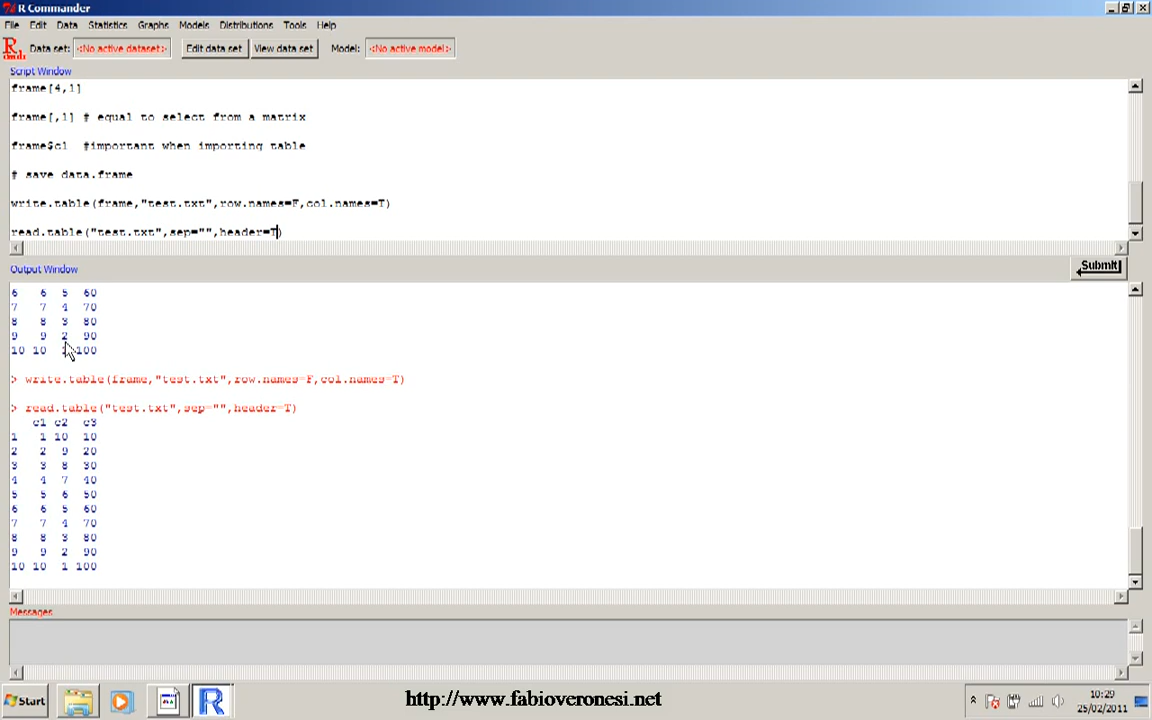 R Commander
File Edit Data Statistics Graphs Models Distributions Tools Help
R Cmdr Data set: <No active dataset> Edit data set View data set Model: <No active model>
Script Window
frame[4,1]
frame[,1] # equal to select from a matrix
frame$c1 #important when importing table
# save data.frame
write.table(frame,"test.txt",row.names=F,col.names=T)
read.table("test.txt",sep="",header=T)
Output Window
Submit
6 6 5 60
7 7 4 70
8 8 3 80
9 9 2 90
10 10 1 100
> write.table(frame,"test.txt",row.names=F,col.names=T)
> read.table("test.txt",sep="",header=T)
c1 c2 c3
1 1 10 10
2 2 9 20
3 3 8 30
4 4 7 40
5 5 6 50
6 6 5 60
7 7 4 70
8 8 3 80
9 9 2 90
10 10 1 100
Messages
Start
R
http://www.fabioveronesi.net
10:29
25/02/2011